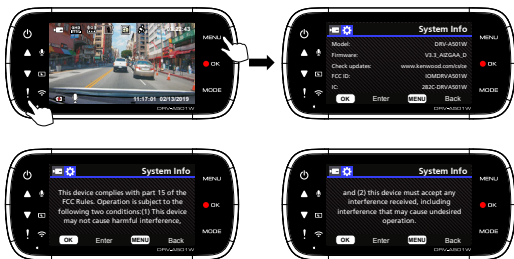 MENU
OK
MODE
11:17:01 02/13/2019
DRV-A501W
System Info
Model: DRV-A501W
Firmware: V3.3_AIZGAA_D
Check updates: www.kenwood.com/cs/ce
FCC ID: IOMDRVA501W
IC: 282C-DRVA501W
OK Enter MENU Back
MENU
OK
MODE
DRV-A501W
System Info
This device complies with part 15 of the
FCC Rules. Operation is subject to the
following two conditions:(1) This device
may not cause harmful interference,
OK Enter MENU Back
MENU
OK
MODE
DRV-A501W
System Info
and (2) this device must accept any
interference received, including
interference that may cause undesired
operation.
OK Enter MENU Back
MENU
OK
MODE
DRV-A501W